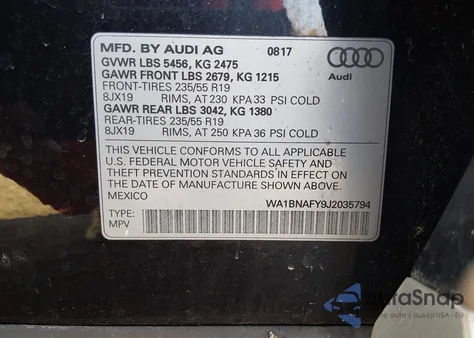 MFD. BY AUDI AG 0817
GVWR LBS 5456, KG 2475
GAWR FRONT LBS 2679, KG 1215
FRONT-TIRES 235/55 R19
8JX19 RIMS, AT 230 KPA 33 PSI COLD
GAWR REAR LBS 3042, KG 1380
REAR-TIRES 235/55 R19
8JX19 RIMS, AT 250 KPA 36 PSI COLD
Audi
THIS VEHICLE CONFORMS TO ALL APPLICABLE
U.S. FEDERAL MOTOR VEHICLE SAFETY AND
THEFT PREVENTION STANDARDS IN EFFECT ON
THE DATE OF MANUFACTURE SHOWN ABOVE.
MEXICO WA1BNAFY9J2035794
TYPE:
MPV
AutoSnap